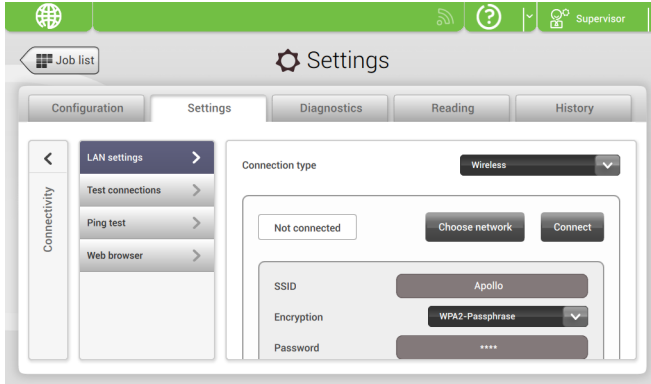 Supervisor
Job list
Settings
Configuration Settings Diagnostics Reading History
Connectivity
LAN settings
Test connections
Ping test
Web browser
Connection type Wireless
Not connected Choose network Connect
SSID Apollo
Encryption WPA2-Passphrase
Password ****